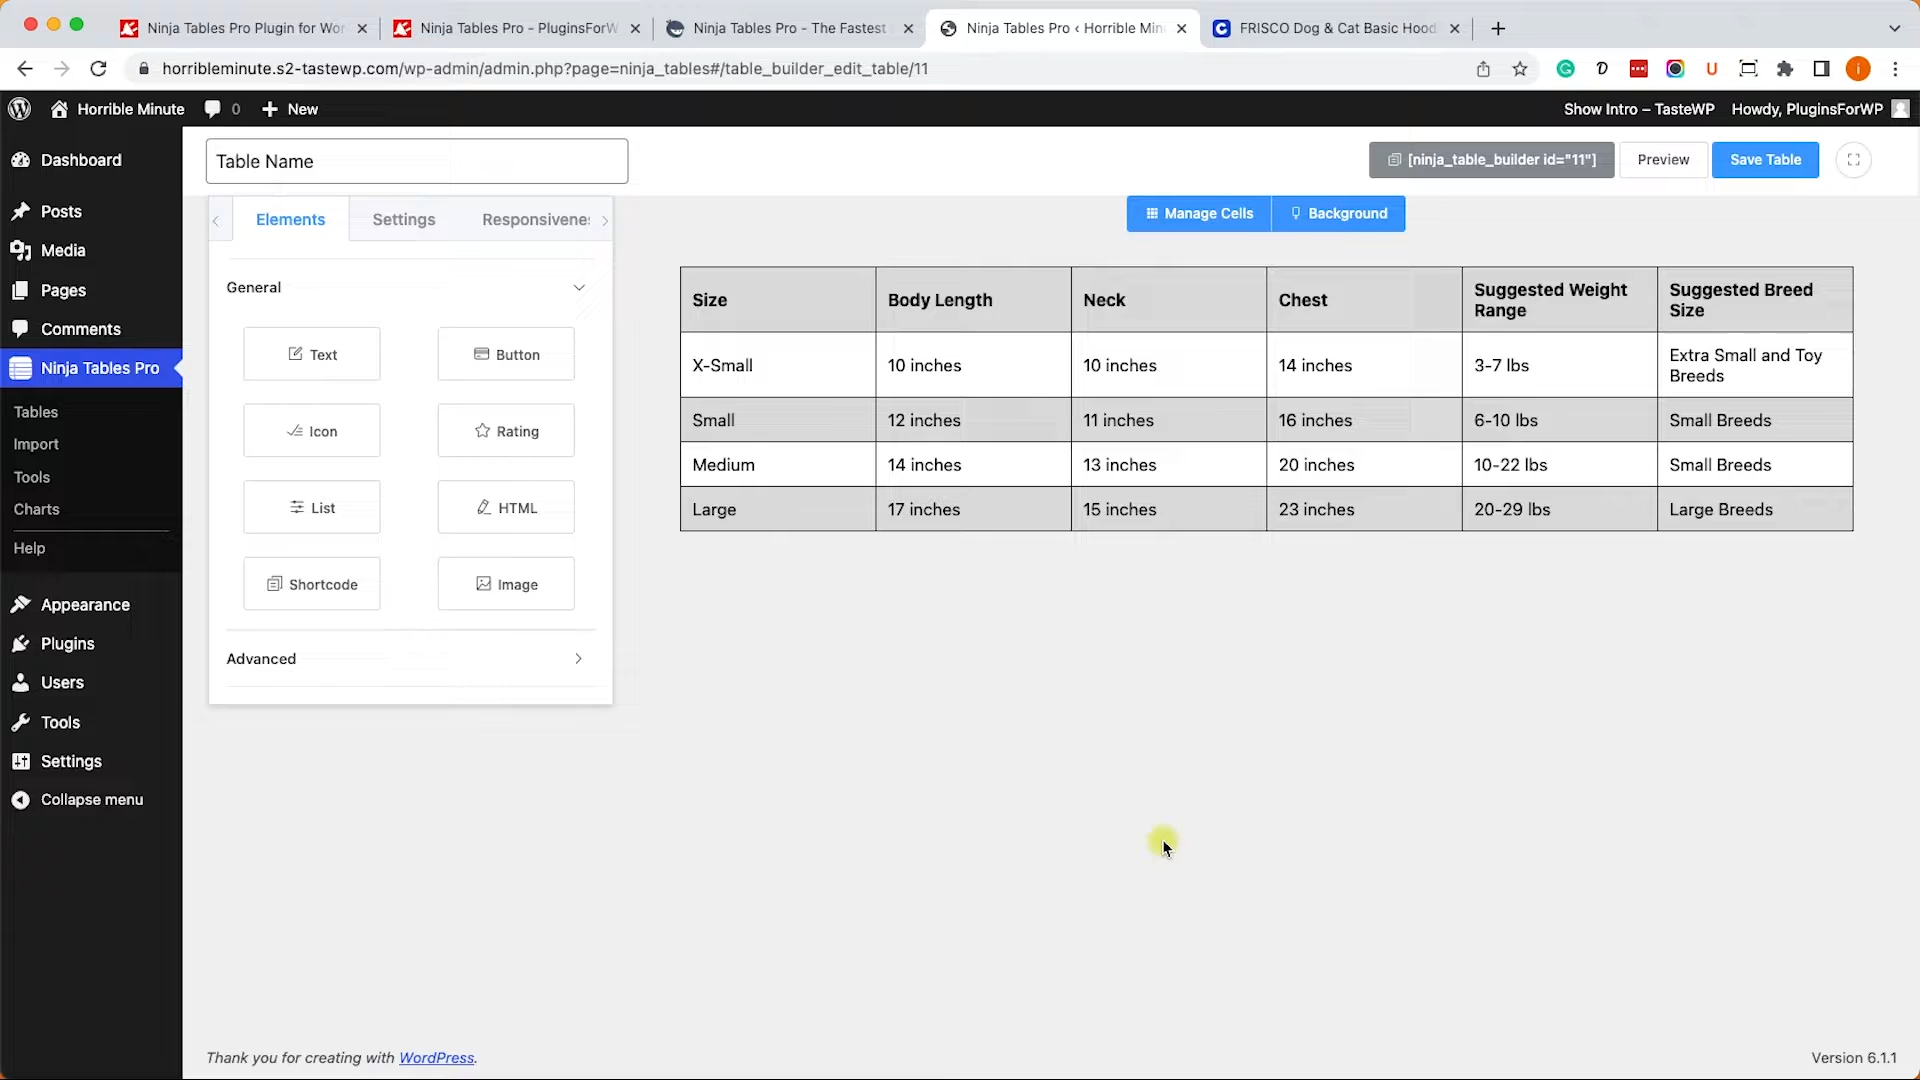 Ninja Tables Pro Plugin for Wor
Ninja Tables Pro - PluginsForW
Ninja Tables Pro - The Fastest
Ninja Tables Pro ‹ Horrible Min
FRISCO Dog & Cat Basic Hood
horribleminute.s2-tastewp.com/wp-admin/admin.php?page=ninja_tables#/table_builder_edit_table/11
Horrible Minute
0
New
Show Intro – TasteWP
Howdy, PluginsForWP
Dashboard
Posts
Media
Pages
Comments
Ninja Tables Pro
Tables
Import
Tools
Charts
Help
Appearance
Plugins
Users
Tools
Settings
Collapse menu
Table Name
[ninja_table_builder id="11"]
Preview
Save Table
Elements
Settings
Responsivenes
General
Text
Button
Icon
Rating
List
HTML
Shortcode
Image
Advanced
Manage Cells
Background
Size
Body Length
Neck
Chest
Suggested Weight
Range
Suggested Breed
Size
X-Small
10 inches
10 inches
14 inches
3-7 lbs
Extra Small and Toy
Breeds
Small
12 inches
11 inches
16 inches
6-10 lbs
Small Breeds
Medium
14 inches
13 inches
20 inches
10-22 lbs
Small Breeds
Large
17 inches
15 inches
23 inches
20-29 lbs
Large Breeds
Thank you for creating with WordPress.
Version 6.1.1